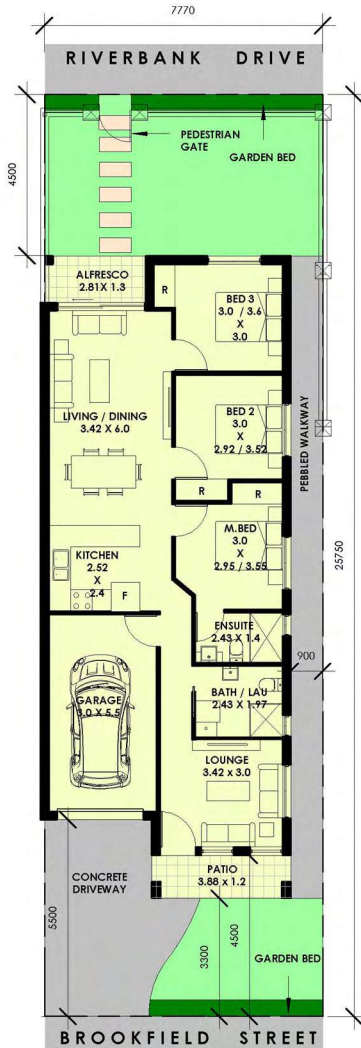 7770
RIVERBANK DRIVE
PEDESTRIAN
GATE
GARDEN BED
4500
ALFRESCO
2.81X 1.3
R
BED 3
3.0 / 3.6
X
3.0
LIVING / DINING
3.42 X 6.0
BED 2
3.0
X
2.92 / 3.52
PEBBLED WALKWAY
R
R
M.BED
3.0
X
2.95 / 3.55
KITCHEN
2.52
X
2.4
F
25750
ENSUITE
2.43 X 1.4
900
BATH / LAU
2.43 X 1.97
GARAGE
3.0 X 5.5
LOUNGE
3.42 x 3.0
PATIO
3.88 x 1.2
CONCRETE
DRIVEWAY
5500
3300
4500
GARDEN BED
BROOKFIELD STREET